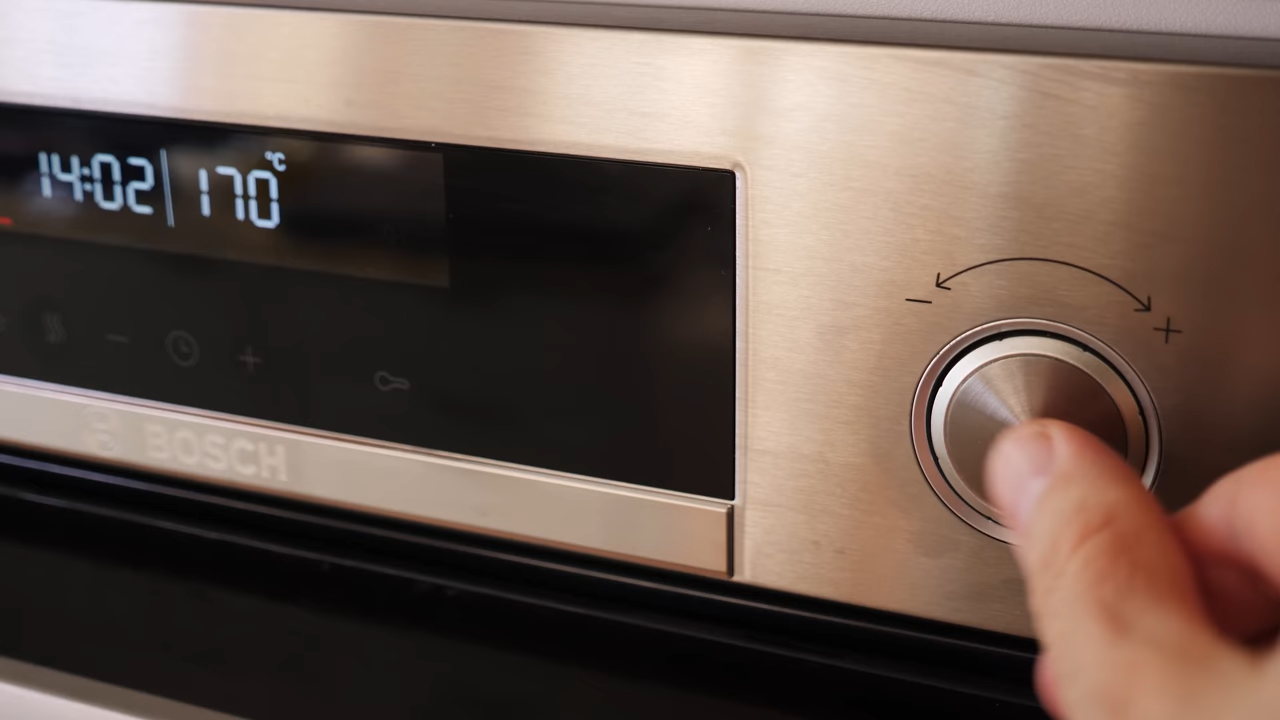 14:02 | 170°C
− +
− +
BOSCH